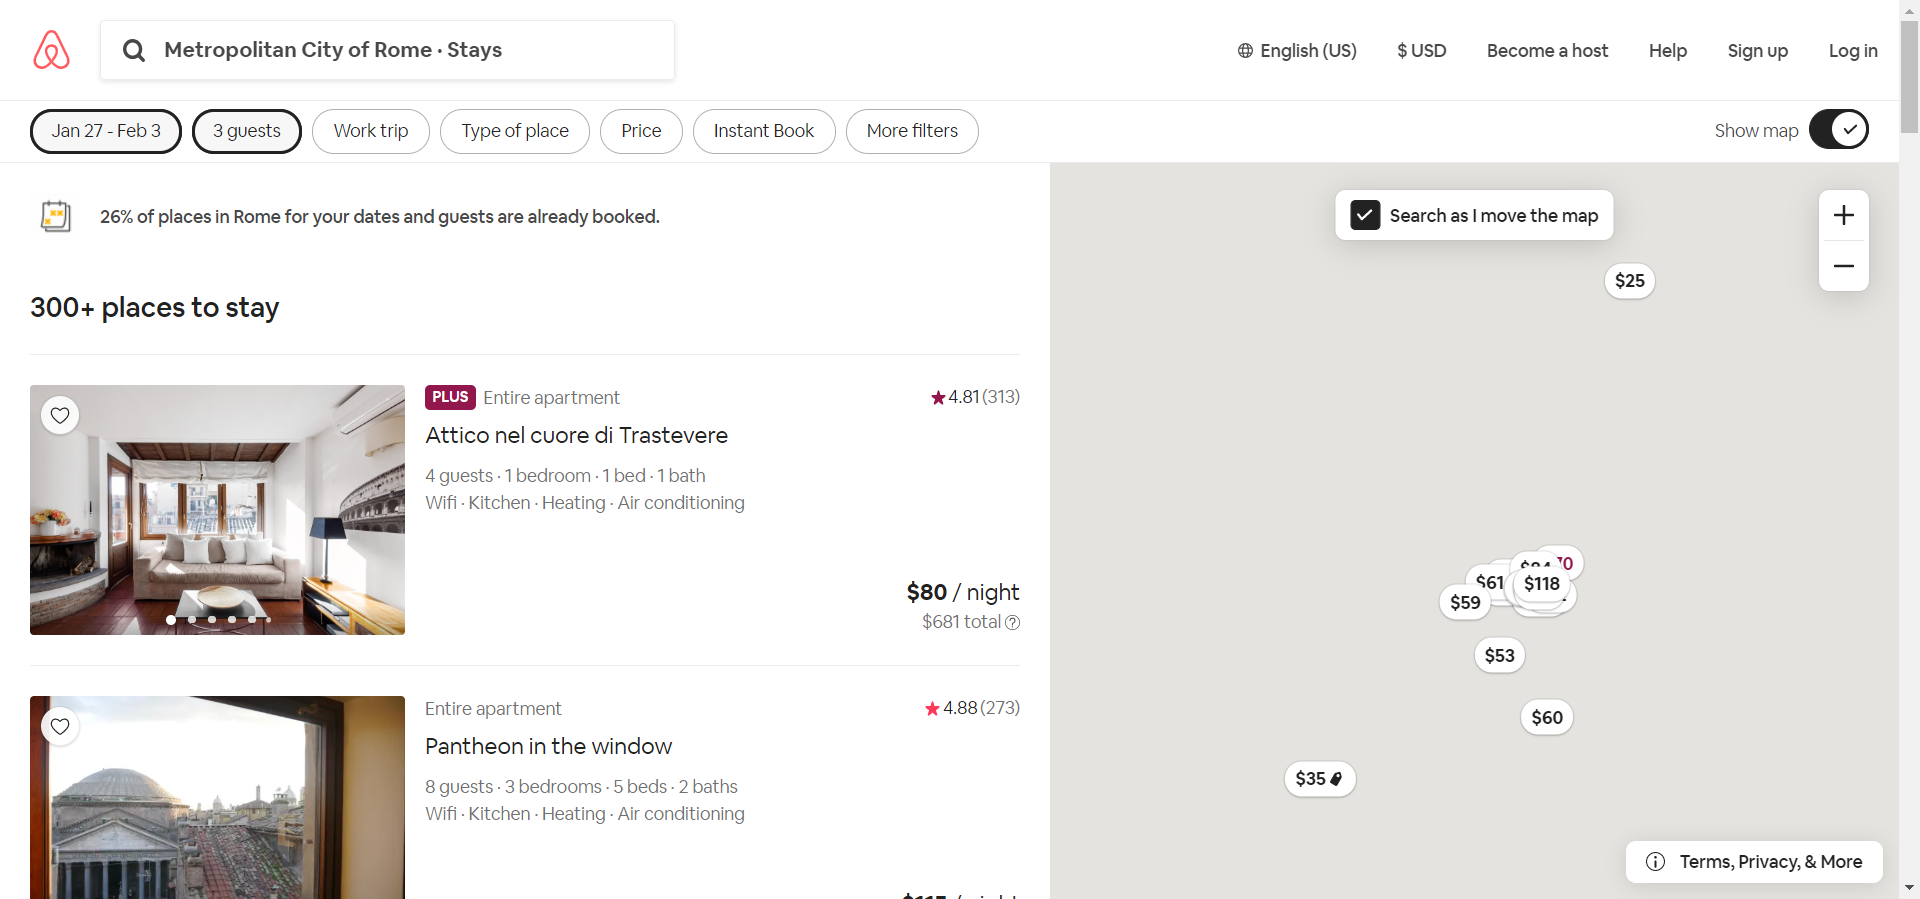 Metropolitan City of Rome · Stays
English (US)
$ USD
Become a host
Help
Sign up
Log in
Jan 27 - Feb 3
3 guests
Work trip
Type of place
Price
Instant Book
More filters
Show map
26% of places in Rome for your dates and guests are already booked.
300+ places to stay
PLUS Entire apartment
4.81 (313)
Attico nel cuore di Trastevere
4 guests · 1 bedroom · 1 bed · 1 bath
Wifi · Kitchen · Heating · Air conditioning
$80 / night
$681 total
Entire apartment
4.88 (273)
Pantheon in the window
8 guests · 3 bedrooms · 5 beds · 2 baths
Wifi · Kitchen · Heating · Air conditioning
Search as I move the map
$25
$61
$118
$59
$53
$60
$35
Terms, Privacy, & More